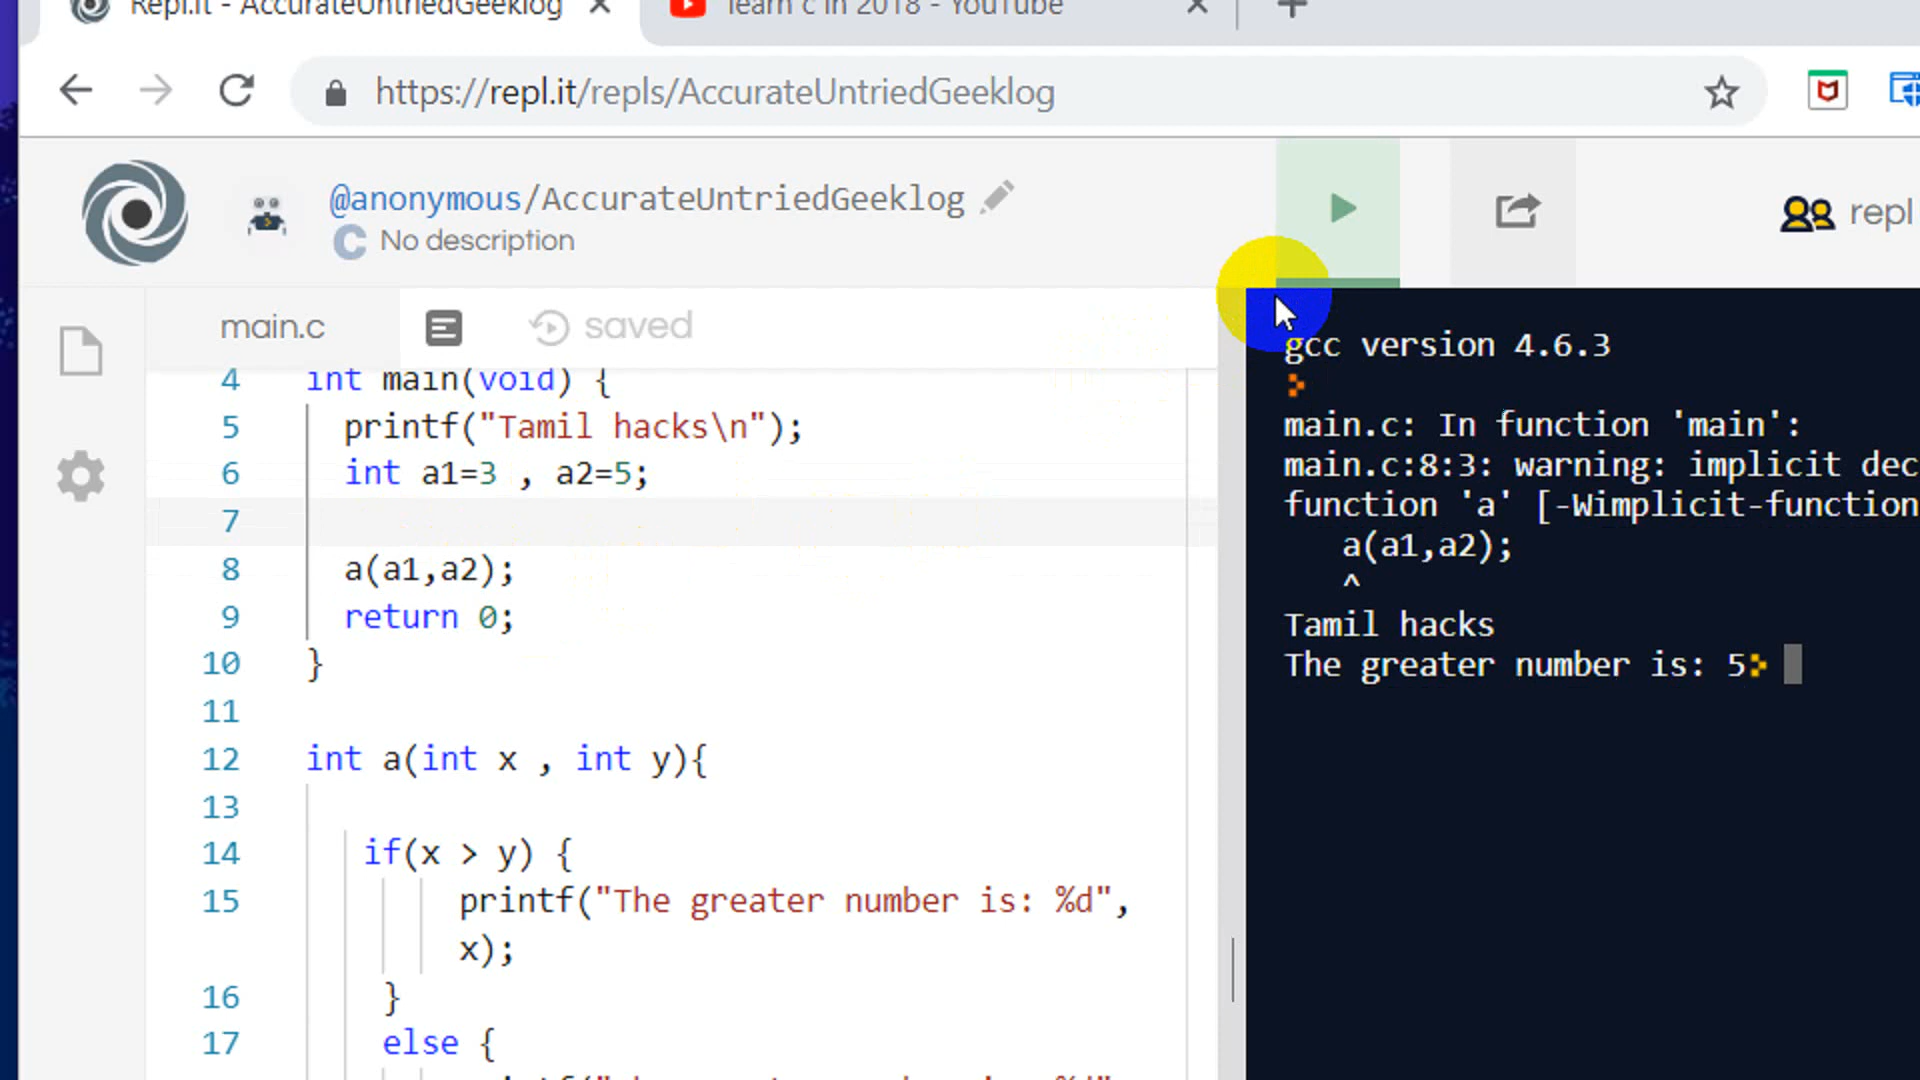 Repl.it - AccurateUntriedGeeklog
learn c in 2018 - YouTube
https://repl.it/repls/AccurateUntriedGeeklog
@anonymous/AccurateUntriedGeeklog
No description
repl
main.c
saved
4 int main(void) {
5 printf("Tamil hacks\n");
6 int a1=3 , a2=5;
7
8 a(a1,a2);
9 return 0;
10 }
11
12 int a(int x , int y){
13
14 if(x > y) {
15 printf("The greater number is: %d",
x);
16 }
17 else {
gcc version 4.6.3
main.c: In function 'main':
main.c:8:3: warning: implicit dec
function 'a' [-Wimplicit-function
a(a1,a2);
^
Tamil hacks
The greater number is: 5